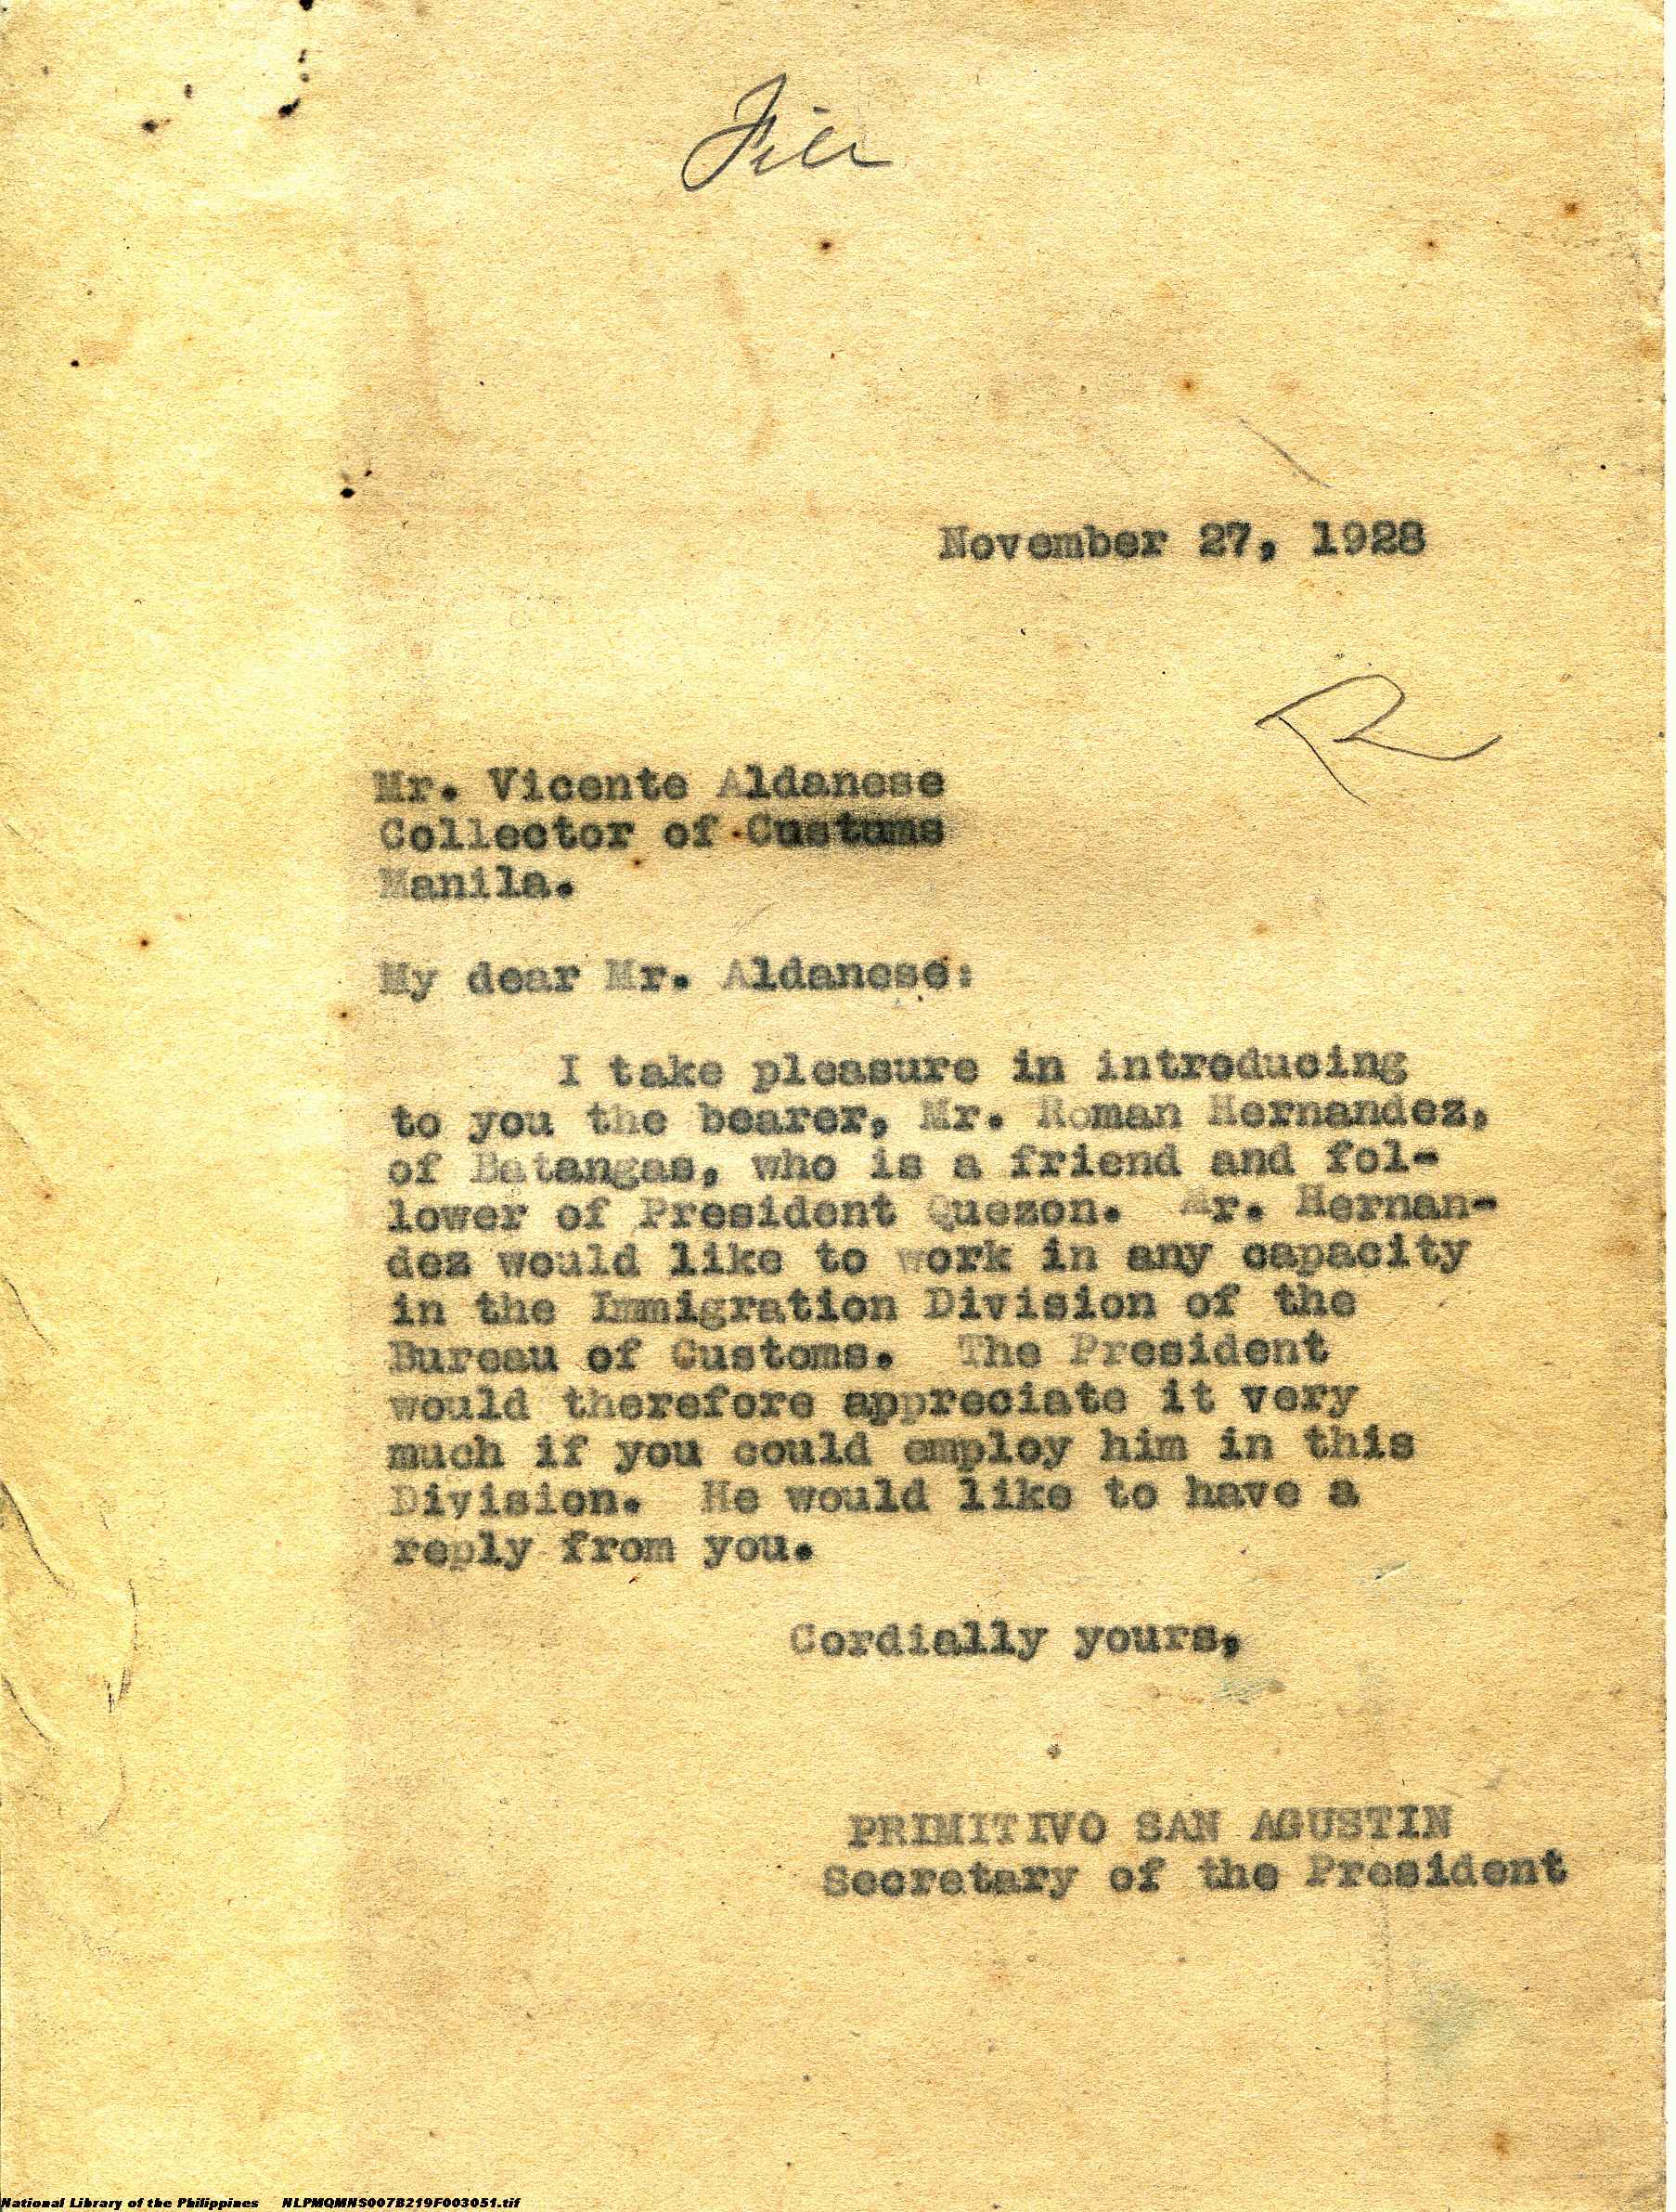 File
November 27, 1928
R
Mr. Vicente Aldanese
Collector of Customs
Manila.
My dear Mr. Aldanese:
I take pleasure in introducing
to you the bearer, Mr. Roman Hernandez,
of Batangas, who is a friend and fol-
lower of President Quezon. Mr. Hernan-
dez would like to work in any capacity
in the Immigration Division of the
Bureau of Customs. The President
would therefore appreciate it very
much if you could employ him in this
Division. He would like to have a
reply from you.
Cordially yours,
PRIMITIVO SAN AGUSTIN
Secretary of the President
National Library of the Philippines NLPMQMNS007B219F003051.tif